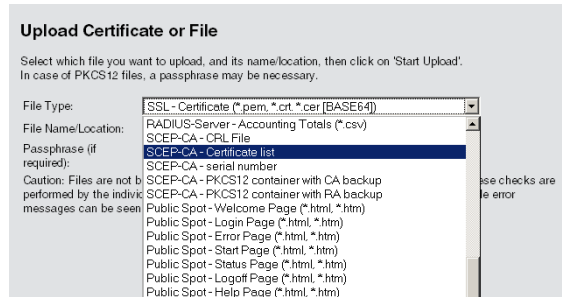 Upload Certificate or File
Select which file you want to upload, and its name/location, then click on 'Start Upload'.
In case of PKCS12 files, a passphrase may be necessary.
File Type:
SSL - Certificate (*.pem, *.crt. *.cer [BASE64])
File Name/Location:
RADIUS-Server - Accounting Totals (*.csv)
SCEP-CA - CRL File
Passphrase (if
required):
SCEP-CA - Certificate list
SCEP-CA - serial number
Caution: Files are not b
SCEP-CA - PKCS12 container with CA backup
ese checks are
performed by the indivic
SCEP-CA - PKCS12 container with RA backup
le error
messages can be seen
Public Spot - Welcome Page (*.html, *.htm)
Public Spot - Login Page (*.html, *.htm)
Public Spot - Error Page (*.html, *.htm)
Public Spot - Start Page (*.html, *.htm)
Public Spot - Status Page (*.html, *.htm)
Public Spot - Logoff Page (*.html, *.htm)
Public Spot - Help Page (*.html, *.htm)